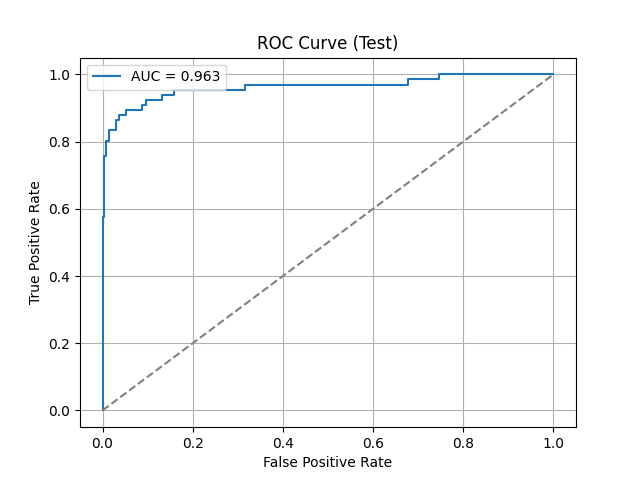 ROC Curve (Test)
AUC = 0.963
1.0
0.8
0.6
0.4
0.2
0.0
True Positive Rate
0.0 0.2 0.4 0.6 0.8 1.0
False Positive Rate